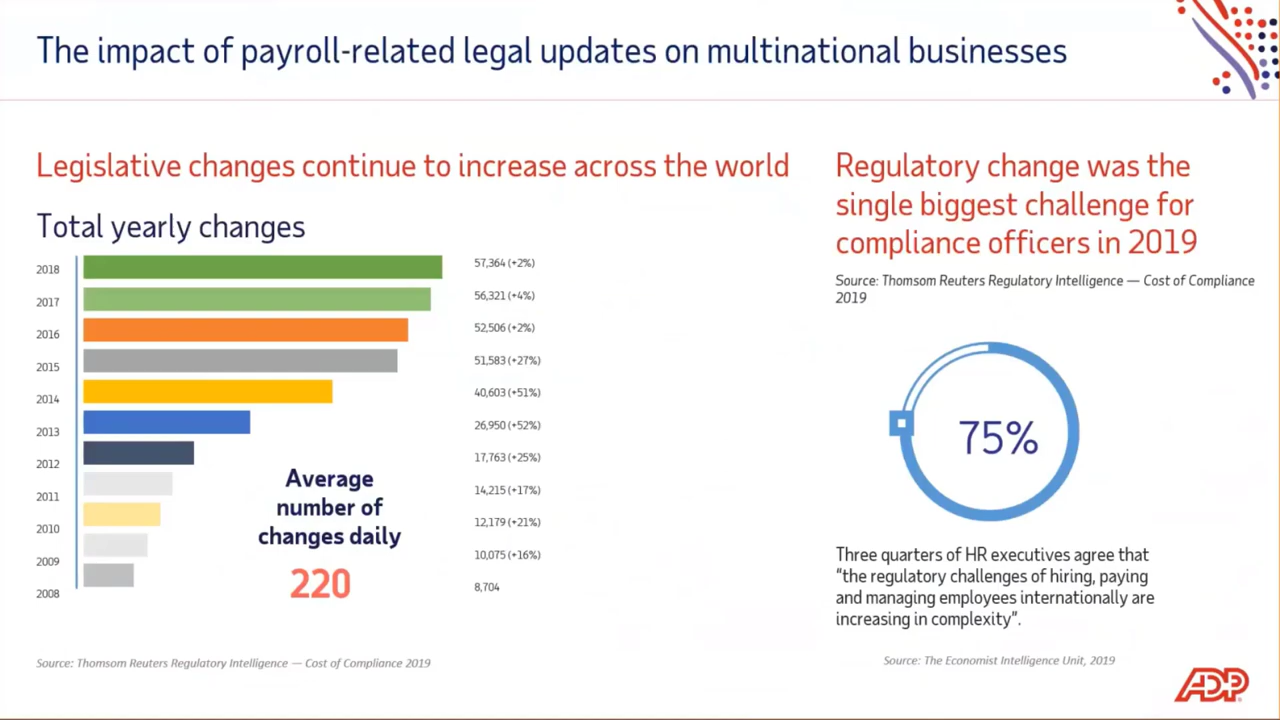 The impact of payroll-related legal updates on multinational businesses
Legislative changes continue to increase across the world
Total yearly changes
2018 57,364 (+2%)
2017 56,321 (+4%)
2016 52,506 (+2%)
2015 51,583 (+27%)
2014 40,603 (+51%)
2013 26,950 (+52%)
2012 17,763 (+25%)
2011 14,215 (+17%)
2010 12,179 (+21%)
2009 10,075 (+16%)
2008 8,704
Average
number of
changes daily
220
Source: Thomsom Reuters Regulatory Intelligence — Cost of Compliance 2019
Regulatory change was the
single biggest challenge for
compliance officers in 2019
Source: Thomsom Reuters Regulatory Intelligence — Cost of Compliance
2019
75%
Three quarters of HR executives agree that
“the regulatory challenges of hiring, paying
and managing employees internationally are
increasing in complexity”.
Source: The Economist Intelligence Unit, 2019
ADP